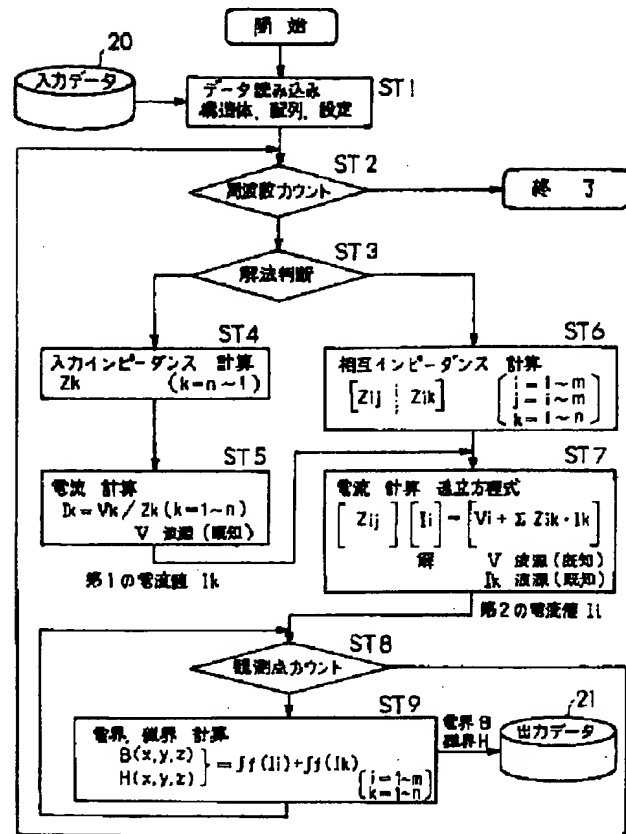 開始
20
入力データ
データ読み込み
構造体、配列、設定
ST1
ST2
周波数カウント
終了
ST3
解法判断
ST4
入力インピーダンス 計算
Zk (k=n~1)
ST6
相互インピーダンス 計算
[Zij ┊ Zik] (i=1~m
j=i~m
k=1~n)
ST5
電流 計算
Ik=Vk/Zk(k=1~n)
V 波源(既知)
ST7
電流 計算 連立方程式
[Zij] [Ii]=[Vi+Σ Zik·Ik]
解 V 波源(既知)
Ik 波源(既知)
第1の電流値 Ik
第2の電流値 Ii
ST8
観測点カウント
ST9
電界、磁界 計算
E(x,y,z)
H(x,y,z)} =∫f(Ii)+∫f(Ik)
(i=1~m
k=1~n)
電界 E
磁界 H
21
出力データ